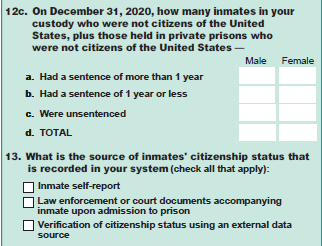 12c. On December 31, 2020, how many inmates in your
custody who were not citizens of the United
States, plus those held in private prisons who
were not citizens of the United States —
Male Female
a. Had a sentence of more than 1 year
b. Had a sentence of 1 year or less
c. Were unsentenced
d. TOTAL
13. What is the source of inmates' citizenship status that
is recorded in your system (check all that apply):
Inmate self-report
Law enforcement or court documents accompanying
inmate upon admission to prison
Verification of citizenship status using an external data
source